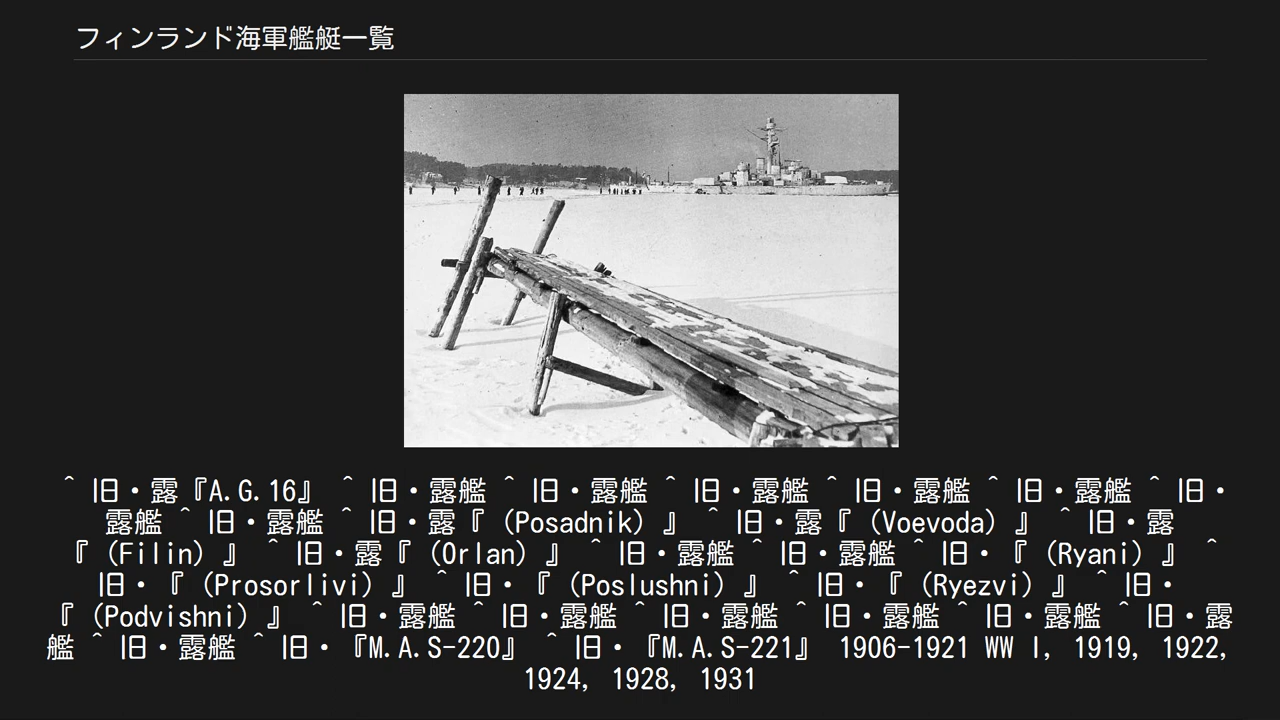 フィンランド海軍艦艇一覧
^ 旧・露『A.G.16』 ^ 旧・露艦 ^ 旧・露艦 ^ 旧・露艦 ^ 旧・露艦 ^ 旧・露艦 ^ 旧・
露艦 ^ 旧・露艦 ^ 旧・露『（Posadnik）』 ^ 旧・露『（Voevoda）』 ^ 旧・露
『（Filin）』 ^ 旧・露『（Orlan）』 ^ 旧・露艦 ^ 旧・露艦 ^ 旧・『（Ryani）』 ^
旧・『（Prosorlivi）』 ^ 旧・『（Poslushni）』 ^ 旧・『（Ryezvi）』 ^ 旧・
『（Podvishni）』 ^ 旧・露艦 ^ 旧・露艦 ^ 旧・露艦 ^ 旧・露艦 ^ 旧・露艦 ^ 旧・露
艦 ^ 旧・露艦 ^ 旧・『M.A.S-220』 ^ 旧・『M.A.S-221』 1906-1921 WW I, 1919, 1922,
1924, 1928, 1931